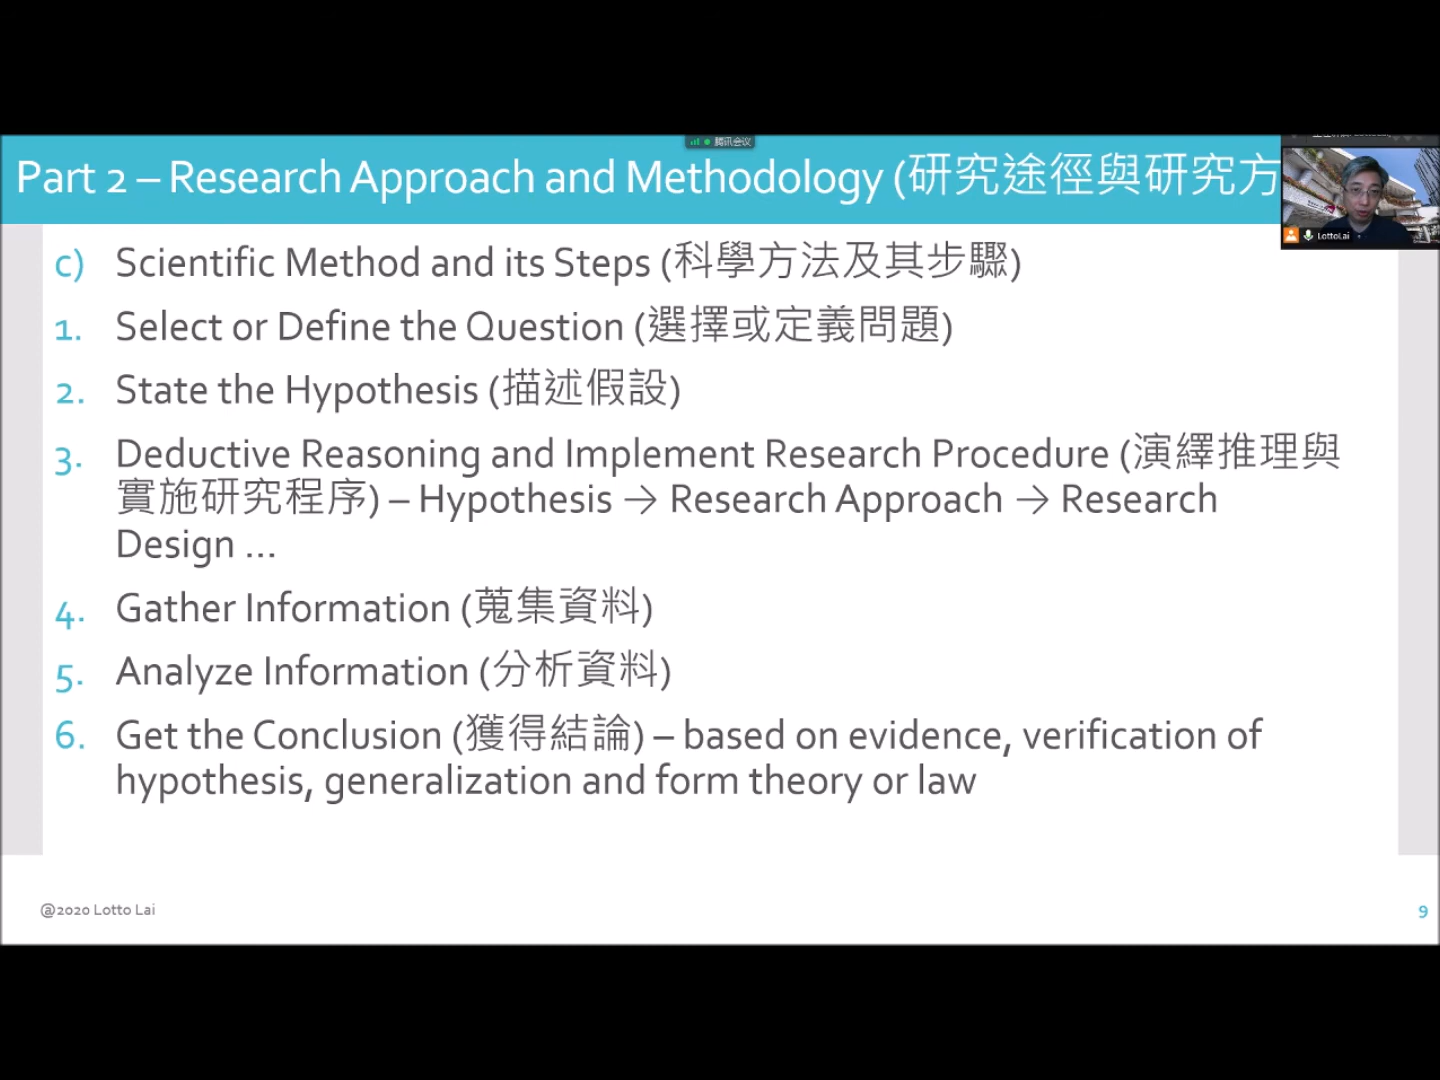 腾讯会议
Part 2 – Research Approach and Methodology (研究途徑與研究方
LottoLai
c) Scientific Method and its Steps (科學方法及其步驟)
1. Select or Define the Question (選擇或定義問題)
2. State the Hypothesis (描述假設)
3. Deductive Reasoning and Implement Research Procedure (演繹推理與
實施研究程序) – Hypothesis → Research Approach → Research
Design ...
4. Gather Information (蒐集資料)
5. Analyze Information (分析資料)
6. Get the Conclusion (獲得結論) – based on evidence, verification of
hypothesis, generalization and form theory or law
@2020 Lotto Lai
9